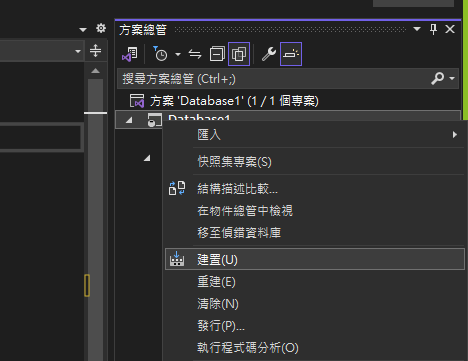 方案總管
搜尋方案總管 (Ctrl+;)
方案 'Database1' (1 / 1 個專案)
Database1
匯入
快照集專案(S)
結構描述比較...
在物件總管中檢視
移至偵錯資料庫
建置(U)
重建(E)
清除(N)
發行(P)...
執行程式碼分析(O)